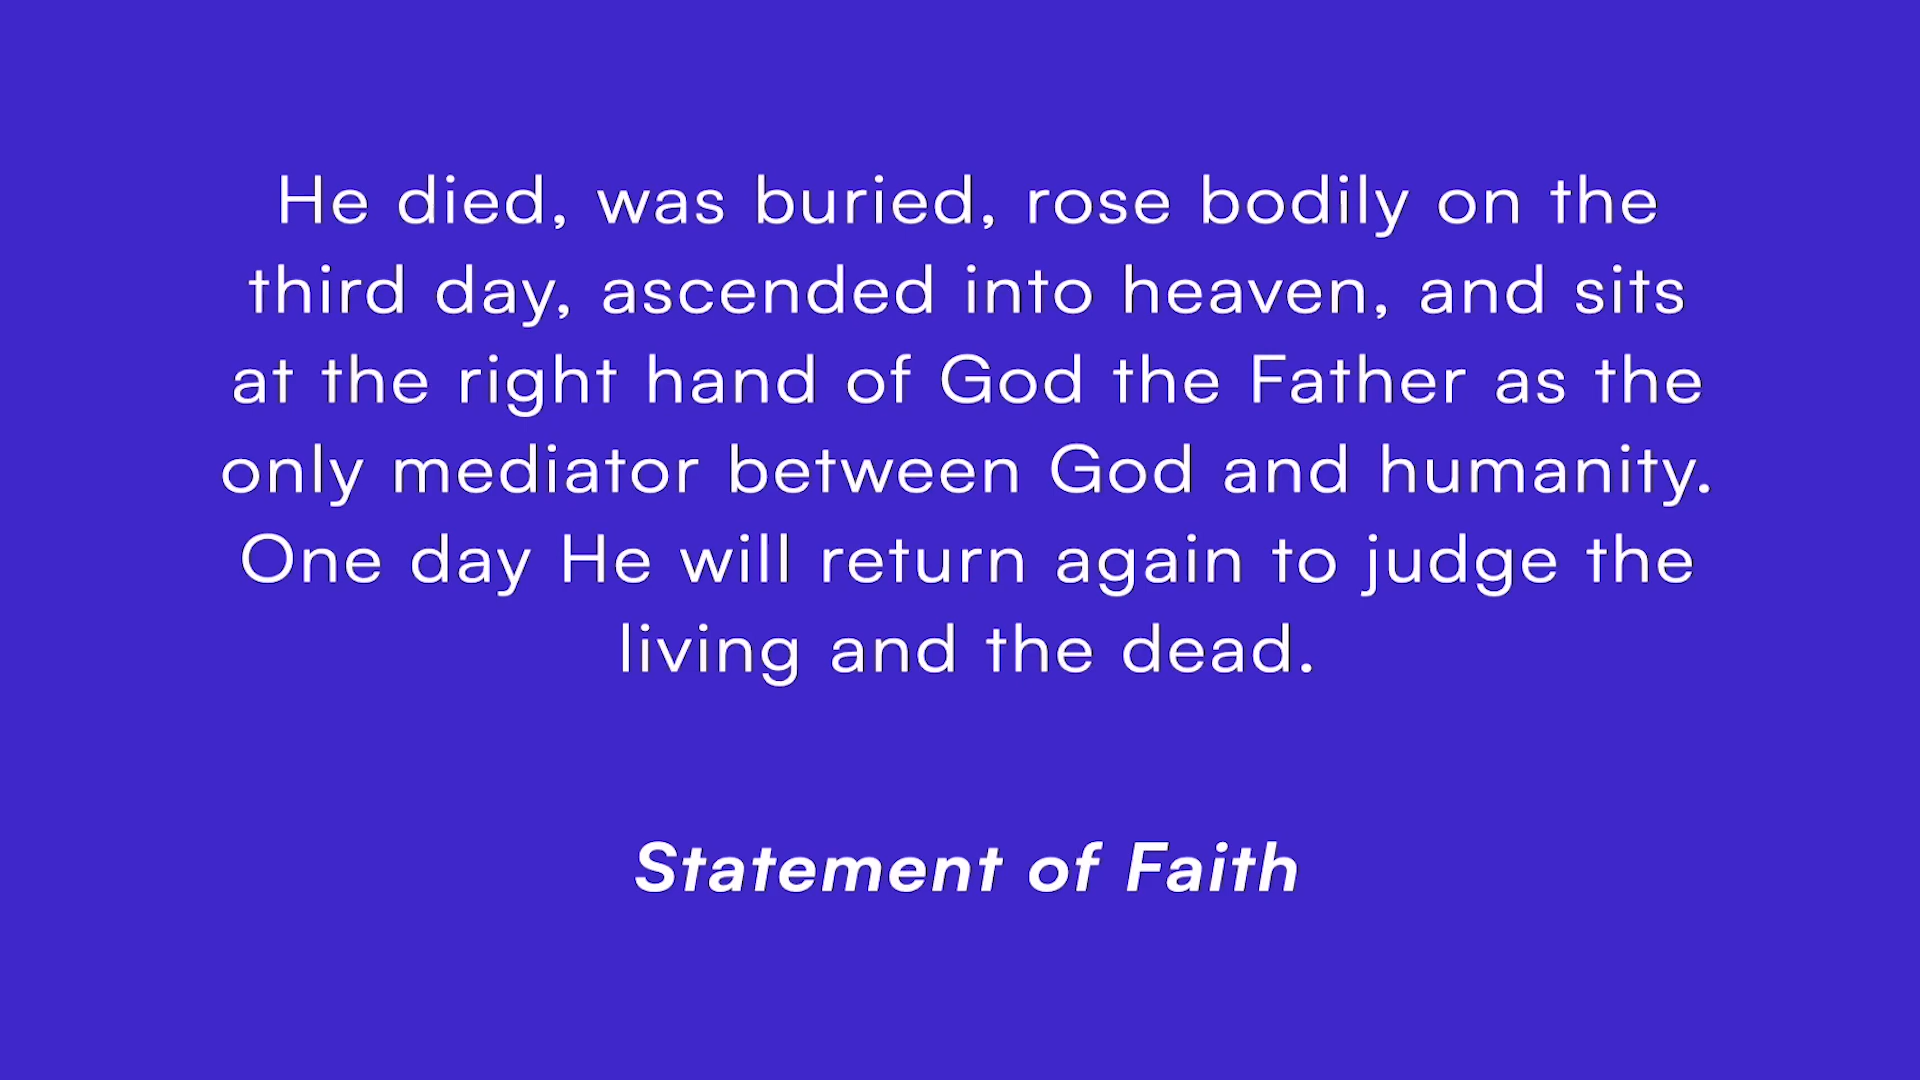 He died, was buried, rose bodily on the
third day, ascended into heaven, and sits
at the right hand of God the Father as the
only mediator between God and humanity.
One day He will return again to judge the
living and the dead.
Statement of Faith